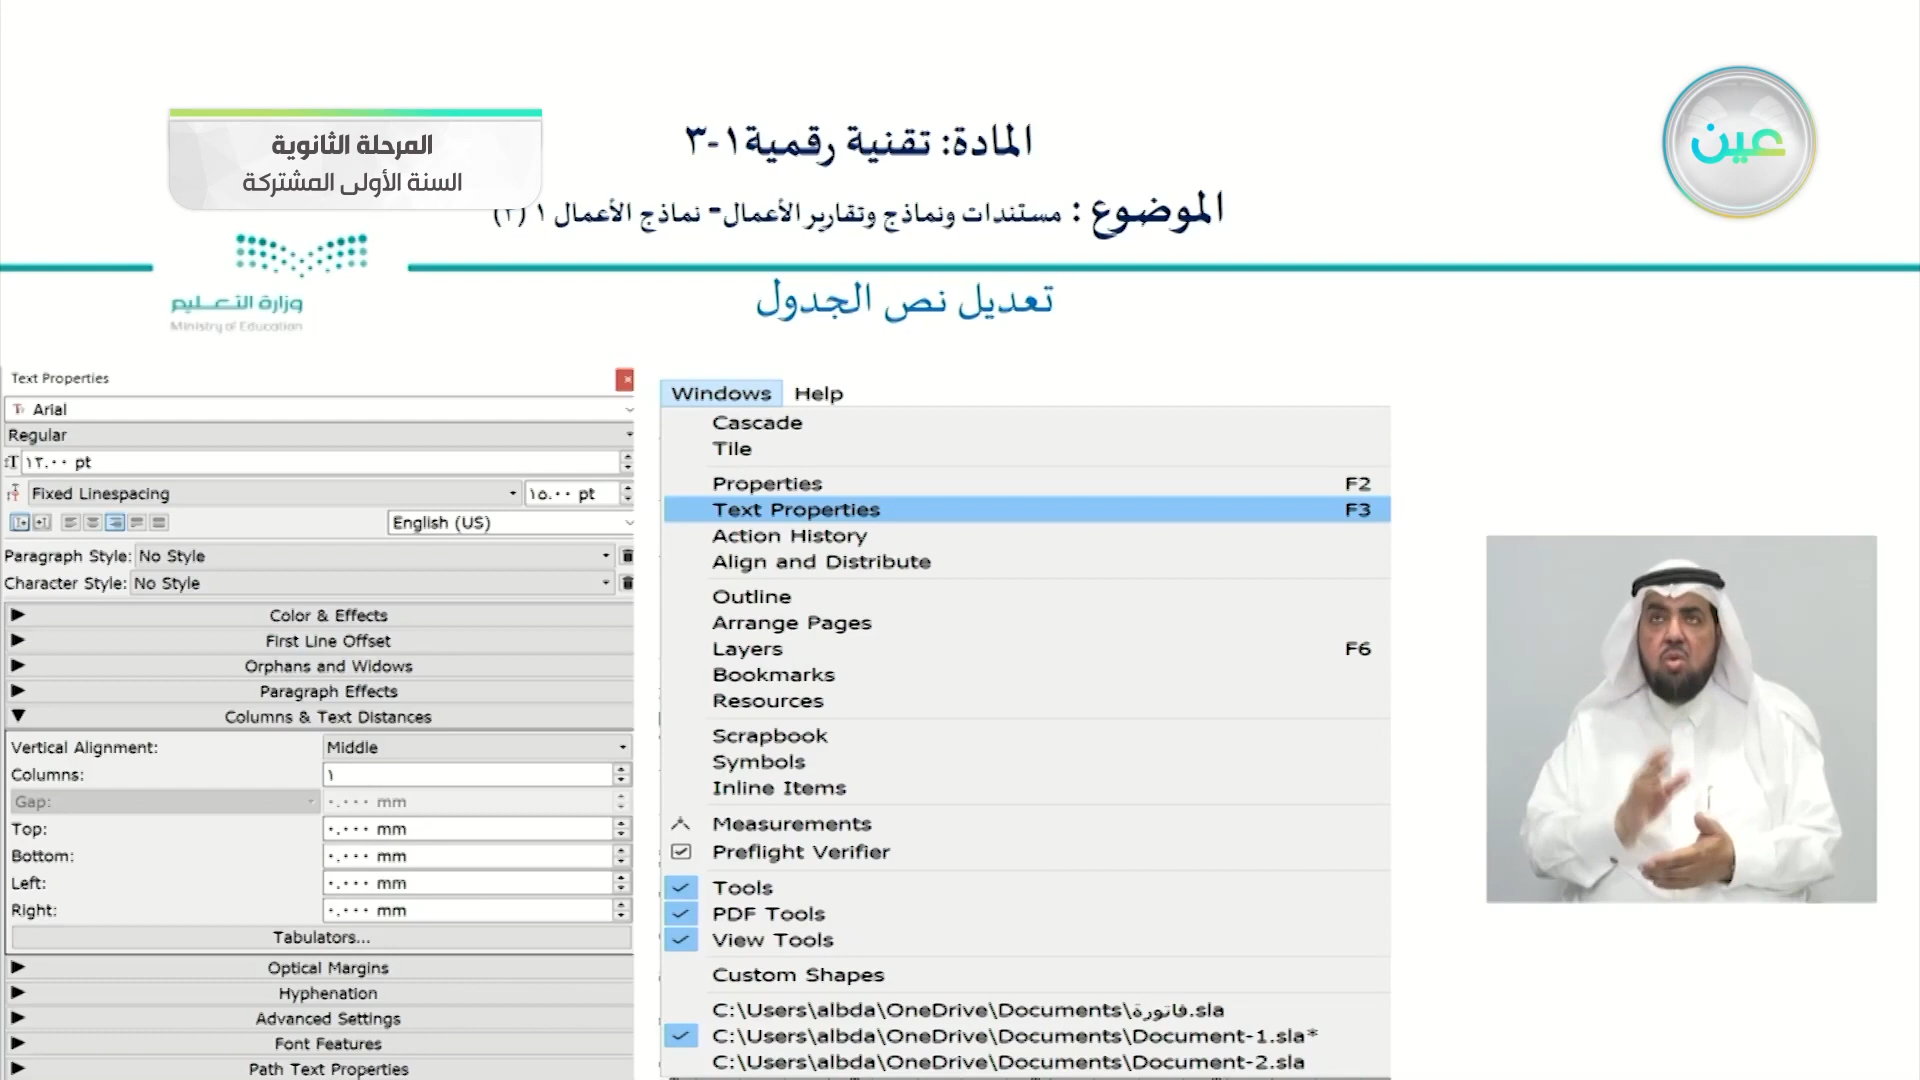 المرحلة الثانوية
السنة الأولى المشتركة
المادة: تقنية رقمية١-٣
الموضوع : مستندات ونماذج وتقارير الأعمال- نماذج الأعمال ١
عين
وزارة التعليم
Ministry of Education
تعديل نص الجدول
Text Properties
Arial
Regular
١٢.٠٠ pt
Fixed Linespacing ١٥.٠٠ pt
English (US)
Paragraph Style: No Style
Character Style: No Style
Color & Effects
First Line Offset
Orphans and Widows
Paragraph Effects
Columns & Text Distances
Vertical Alignment: Middle
Columns: ١
Gap: ٠.٠٠٠ mm
Top: ٠.٠٠٠ mm
Bottom: ٠.٠٠٠ mm
Left: ٠.٠٠٠ mm
Right: ٠.٠٠٠ mm
Tabulators...
Optical Margins
Hyphenation
Advanced Settings
Font Features
Path Text Properties
Windows Help
Cascade
Tile
Properties F2
Text Properties F3
Action History
Align and Distribute
Outline
Arrange Pages
Layers F6
Bookmarks
Resources
Scrapbook
Symbols
Inline Items
Measurements
Preflight Verifier
Tools
PDF Tools
View Tools
Custom Shapes
C:\Users\albda\OneDrive\Documents\فاتورة.sla
C:\Users\albda\OneDrive\Documents\Document-1.sla*
C:\Users\albda\OneDrive\Documents\Document-2.sla